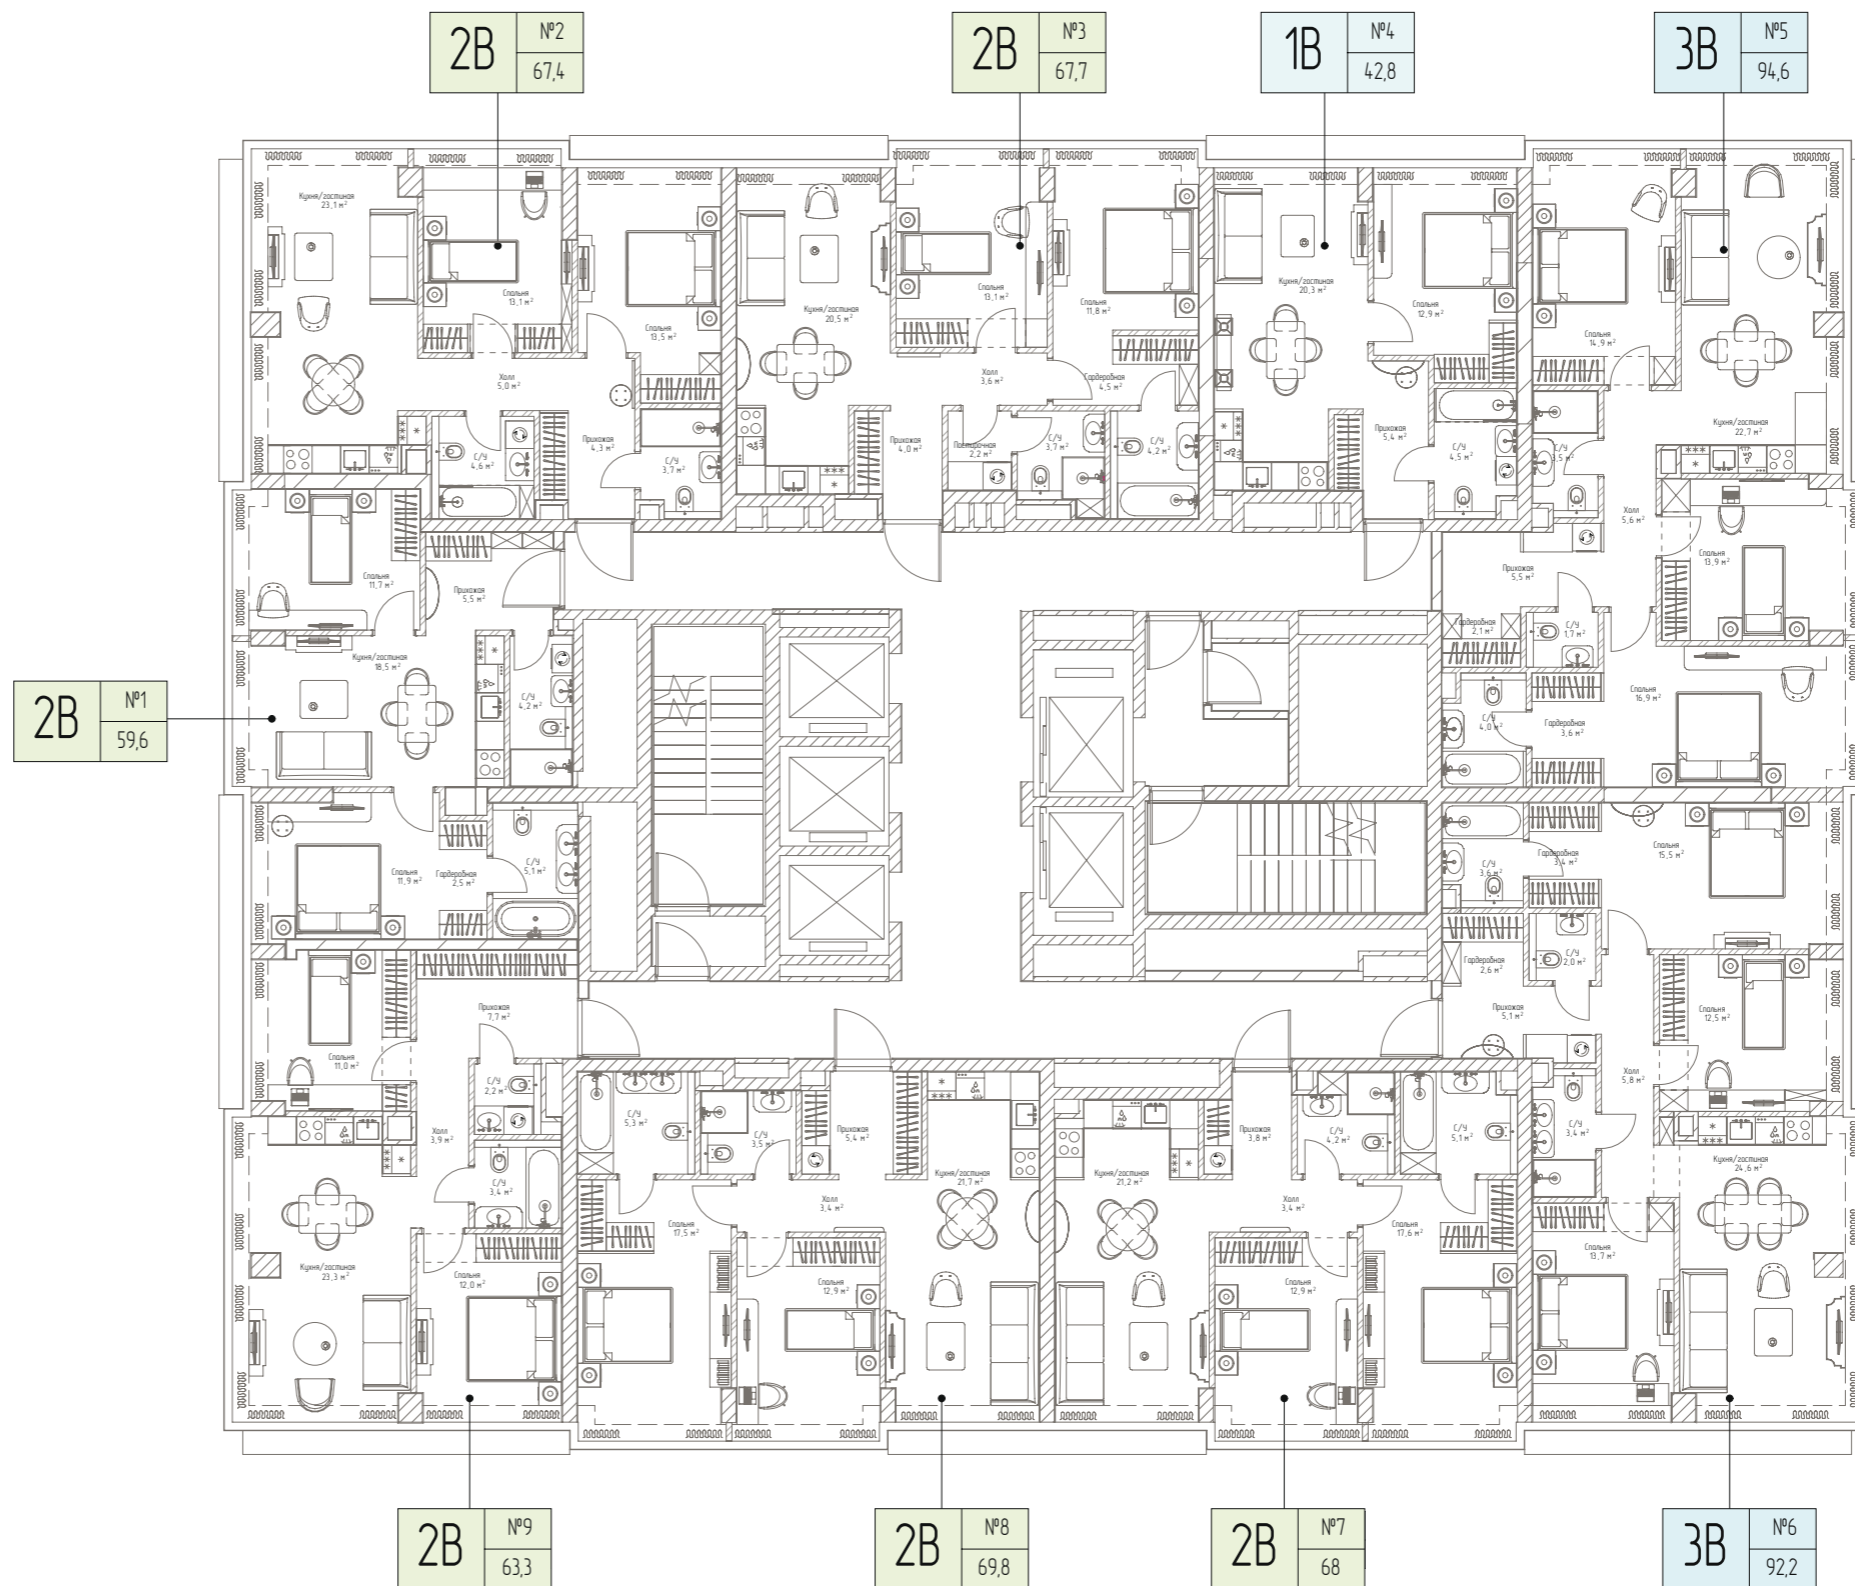 2В
№2
67,4
2В
№3
67,7
1В
№4
42,8
3В
№5
94,6
Кухня/гостиная
23,1 м²
Спальня
13,1 м²
Спальня
13,5 м²
Холл
5,0 м²
С/У
4,6 м²
Прихожая
4,3 м²
С/У
3,7 м²
Кухня/гостиная
20,5 м²
Спальня
13,1 м²
Спальня
11,8 м²
Холл
3,6 м²
Гардеробная
4,5 м²
Прихожая
4,0 м²
Постирочная
2,2 м²
С/У
3,7 м²
С/У
4,2 м²
Кухня/гостиная
20,3 м²
Спальня
12,9 м²
Прихожая
5,4 м²
С/У
4,5 м²
Спальня
14,9 м²
Кухня/гостиная
22,7 м²
С/У
3,5 м²
Холл
5,6 м²
Спальня
13,9 м²
Прихожая
5,5 м²
Гардеробная
2,1 м²
С/У
1,7 м²
Спальня
16,9 м²
С/У
4,0 м²
Гардеробная
3,6 м²
2В
№1
59,6
Спальня
11,7 м²
Прихожая
5,5 м²
Кухня/гостиная
18,5 м²
С/У
4,2 м²
Спальня
11,9 м²
Гардеробная
2,5 м²
С/У
5,1 м²
Спальня
11,0 м²
Прихожая
7,7 м²
С/У
2,2 м²
Холл
3,9 м²
С/У
3,4 м²
Кухня/гостиная
23,3 м²
Спальня
12,0 м²
С/У
5,3 м²
С/У
3,5 м²
Прихожая
5,4 м²
Кухня/гостиная
21,7 м²
Холл
3,4 м²
Спальня
17,5 м²
Спальня
12,9 м²
Кухня/гостиная
21,2 м²
Прихожая
3,8 м²
С/У
4,2 м²
С/У
5,1 м²
Холл
3,4 м²
Спальня
12,9 м²
Спальня
17,6 м²
Гардеробная
3,4 м²
Спальня
15,5 м²
С/У
3,6 м²
Гардеробная
2,6 м²
С/У
2,0 м²
Прихожая
5,1 м²
Спальня
12,5 м²
Холл
5,8 м²
С/У
3,4 м²
Кухня/гостиная
24,6 м²
Спальня
13,7 м²
2В
№9
63,3
2В
№8
69,8
2В
№7
68
3В
№6
92,2